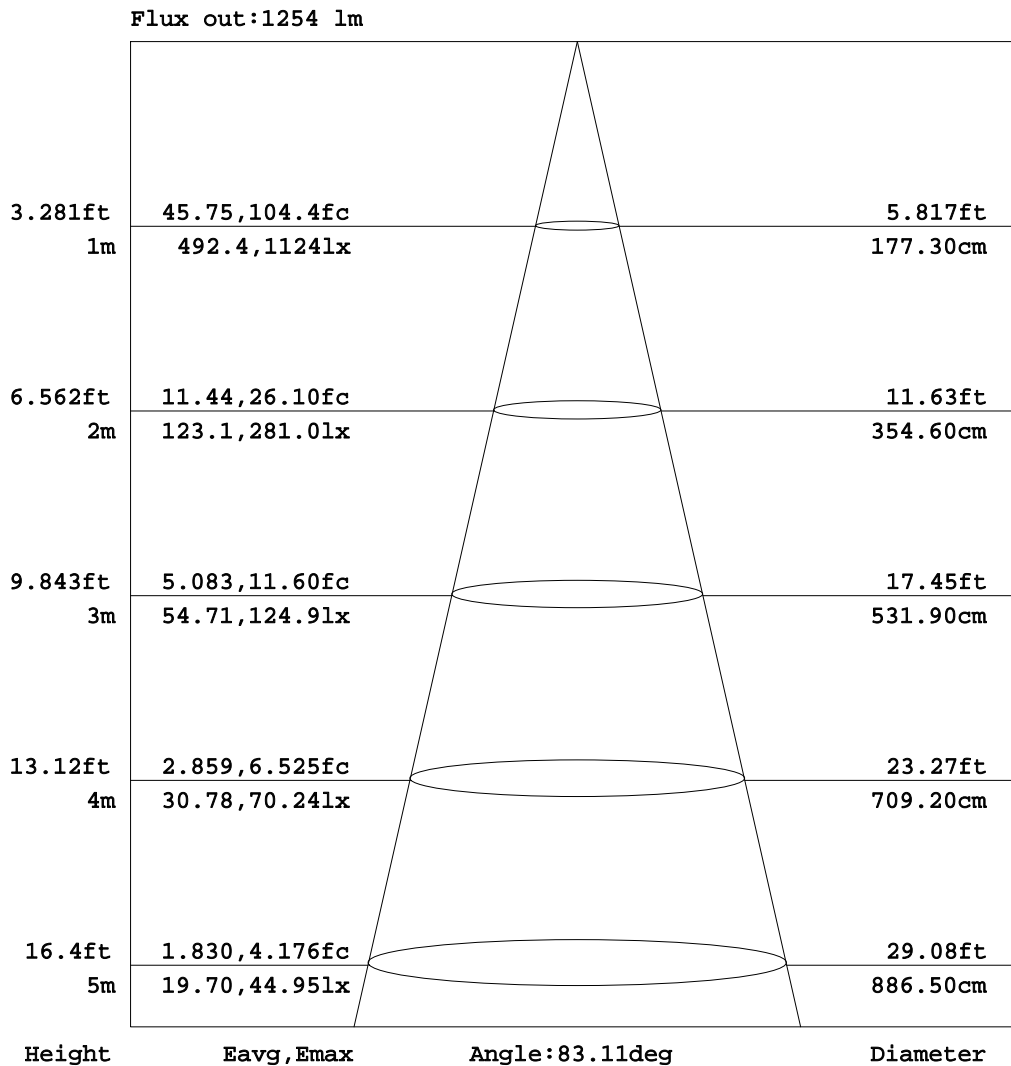 Flux out:1254 lm
3.281ft 45.75,104.4fc 5.817ft
1m 492.4,1124lx 177.30cm
6.562ft 11.44,26.10fc 11.63ft
2m 123.1,281.0lx 354.60cm
9.843ft 5.083,11.60fc 17.45ft
3m 54.71,124.9lx 531.90cm
13.12ft 2.859,6.525fc 23.27ft
4m 30.78,70.24lx 709.20cm
16.4ft 1.830,4.176fc 29.08ft
5m 19.70,44.95lx 886.50cm
Height Eavg,Emax Angle:83.11deg Diameter